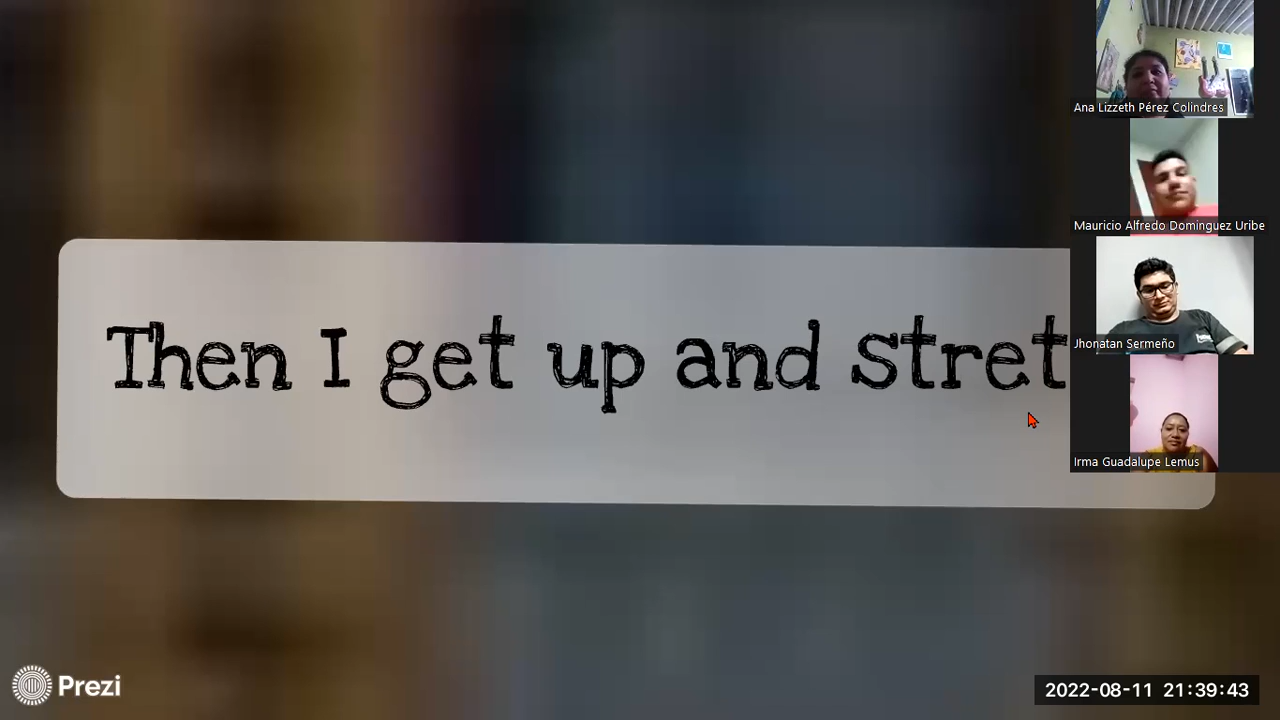 Ana Lizzeth Pérez Colindres
Mauricio Alfredo Dominguez Uribe
Then I get up and stret
Jhonatan Sermeño
Irma Guadalupe Lemus
Prezi
2022-08-11 21:39:43